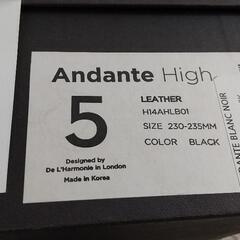 Andante High
5
LEATHER
H14AHLB01
SIZE 230-235MM
COLOR BLACK
Designed by
De L'Harmonie in London
Made in Korea
DANTE BLANC NOIR